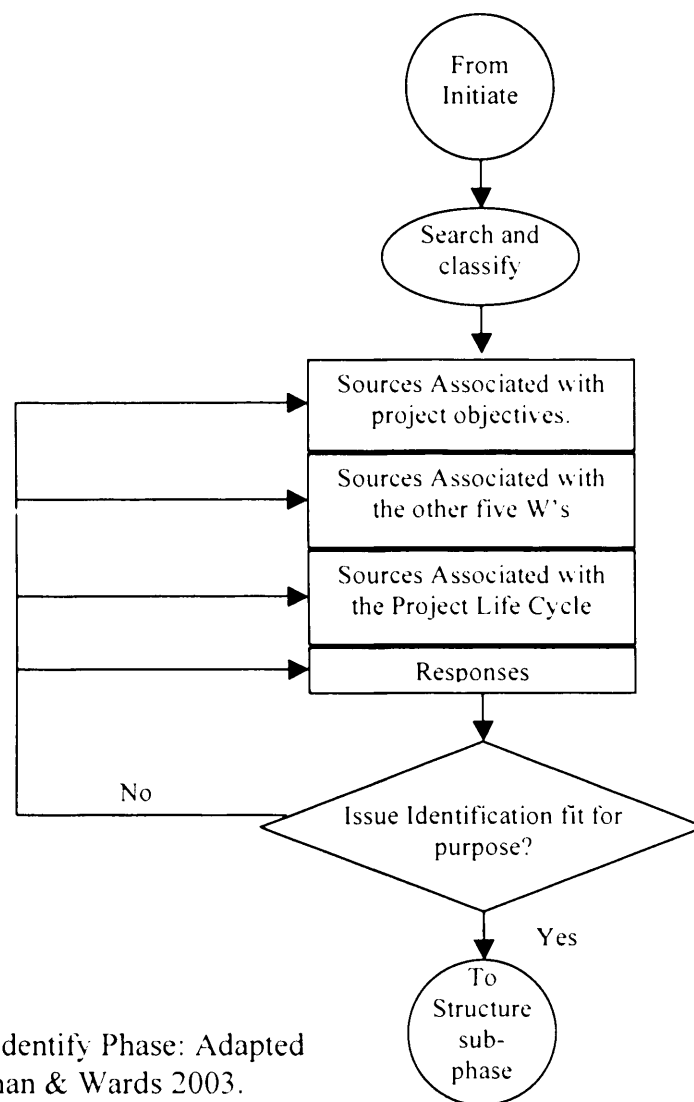 From
Initiate
Search and
classify
Sources Associated with
project objectives.
Sources Associated with
the other five W's
Sources Associated with
the Project Life Cycle
Responses
No
Issue Identification fit for
purpose?
Yes
To
Structure
sub-
phase
dentify Phase: Adapted
nan & Wards 2003.